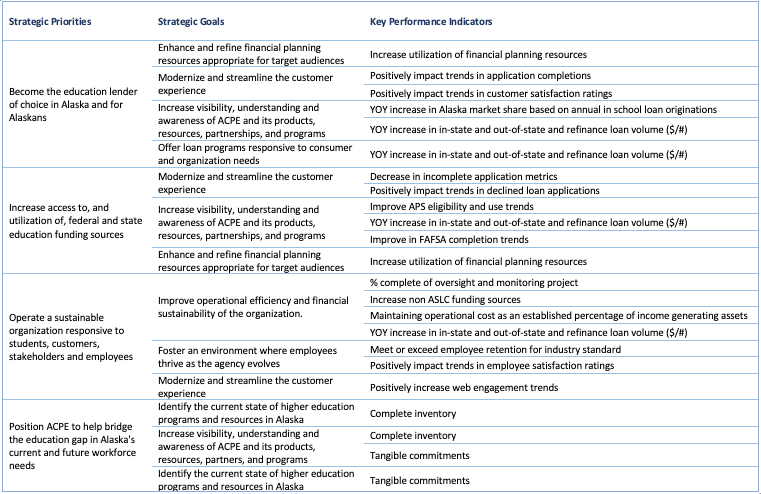 Strategic Priorities Strategic Goals Key Performance Indicators
Become the education lender
of choice in Alaska and for
Alaskans
Enhance and refine financial planning
resources appropriate for target audiences
Increase utilization of financial planning resources
Modernize and streamline the customer
experience
Positively impact trends in application completions
Positively impact trends in customer satisfaction ratings
Increase visibility, understanding and
awareness of ACPE and its products,
resources, partnerships, and programs
YOY increase in Alaska market share based on annual in school loan originations
YOY increase in in-state and out-of-state and refinance loan volume ($/#)
Offer loan programs responsive to consumer
and organization needs
YOY increase in in-state and out-of-state and refinance loan volume ($/#)
Increase access to, and
utilization of, federal and state
education funding sources
Modernize and streamline the customer
experience
Decrease in incomplete application metrics
Positively impact trends in declined loan applications
Increase visibility, understanding and
awareness of ACPE and its products,
resources, partnerships, and programs
Improve APS eligibility and use trends
YOY increase in in-state and out-of-state and refinance loan volume ($/#)
Improve in FAFSA completion trends
Enhance and refine financial planning
resources appropriate for target audiences
Increase utilization of financial planning resources
Operate a sustainable
organization responsive to
students, customers,
stakeholders and employees
Improve operational efficiency and financial
sustainability of the organization.
% complete of oversight and monitoring project
Increase non ASLC funding sources
Maintaining operational cost as an established percentage of income generating assets
YOY increase in in-state and out-of-state and refinance loan volume ($/#)
Foster an environment where employees
thrive as the agency evolves
Meet or exceed employee retention for industry standard
Positively impact trends in employee satisfaction ratings
Modernize and streamline the customer
experience
Positively increase web engagement trends
Position ACPE to help bridge
the education gap in Alaska's
current and future workforce
needs
Identify the current state of higher education
programs and resources in Alaska
Complete inventory
Increase visibility, understanding and
awareness of ACPE and its products,
resources, partners, and programs
Complete inventory
Tangible commitments
Identify the current state of higher education
programs and resources in Alaska
Tangible commitments